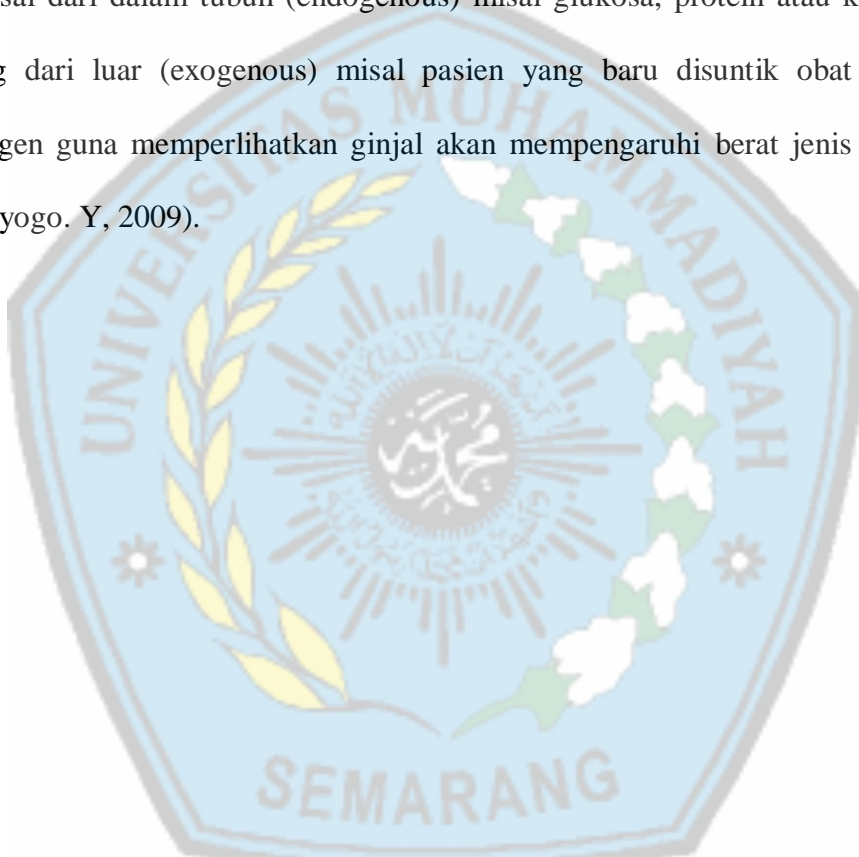 sal dari dalam tubuh (endogenous) misal glukosa, protein atau k
g dari luar (exogenous) misal pasien yang baru disuntik obat
gen guna memperlihatkan ginjal akan mempengaruhi berat jenis
yogo. Y, 2009).
UNIVERSITAS MUHAMMADIYAH
SEMARANG